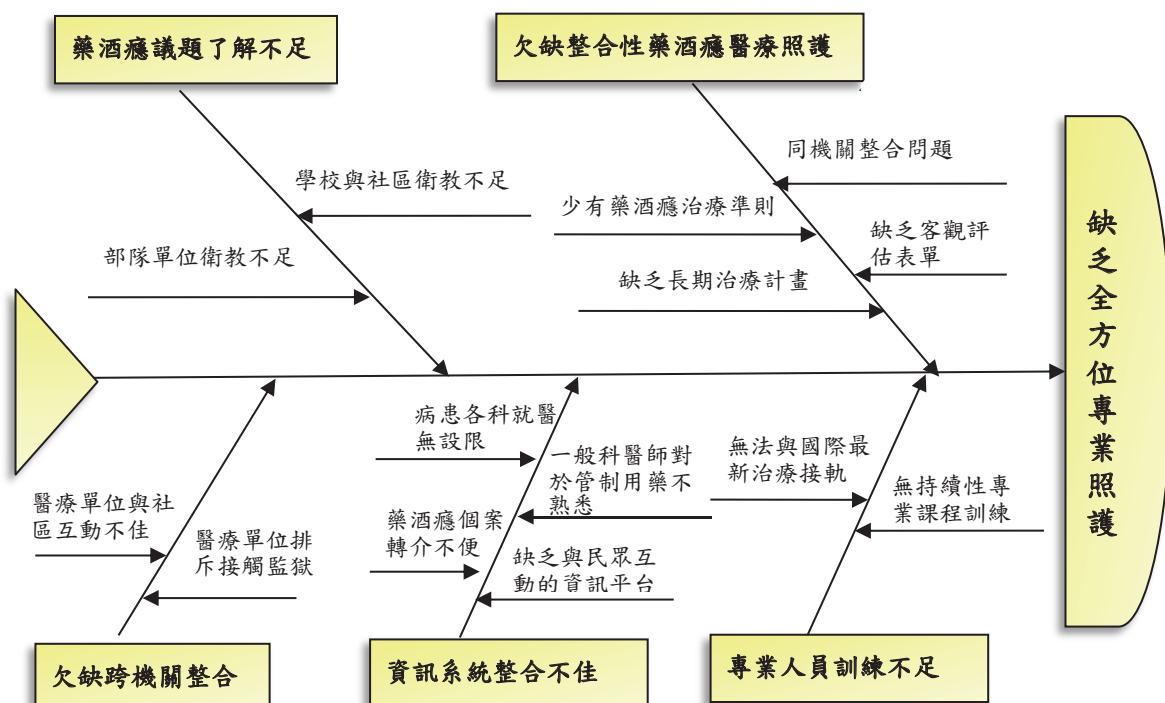 藥酒癮議題了解不足
欠缺整合性藥酒癮醫療照護
同機關整合問題
學校與社區衛教不足
少有藥酒癮治療準則
缺乏客觀評
估表單
部隊單位衛教不足
缺乏長期治療計畫
缺乏全方位專業照護
病患各科就醫
無設限
一般科醫師對
於管制用藥不
熟悉
無法與國際最
新治療接軌
無持續性專
業課程訓練
醫療單位與社
區互動不佳
醫療單位排
斥接觸監獄
藥酒癮個案
轉介不便
缺乏與民眾互
動的資訊平台
欠缺跨機關整合
資訊系統整合不佳
專業人員訓練不足